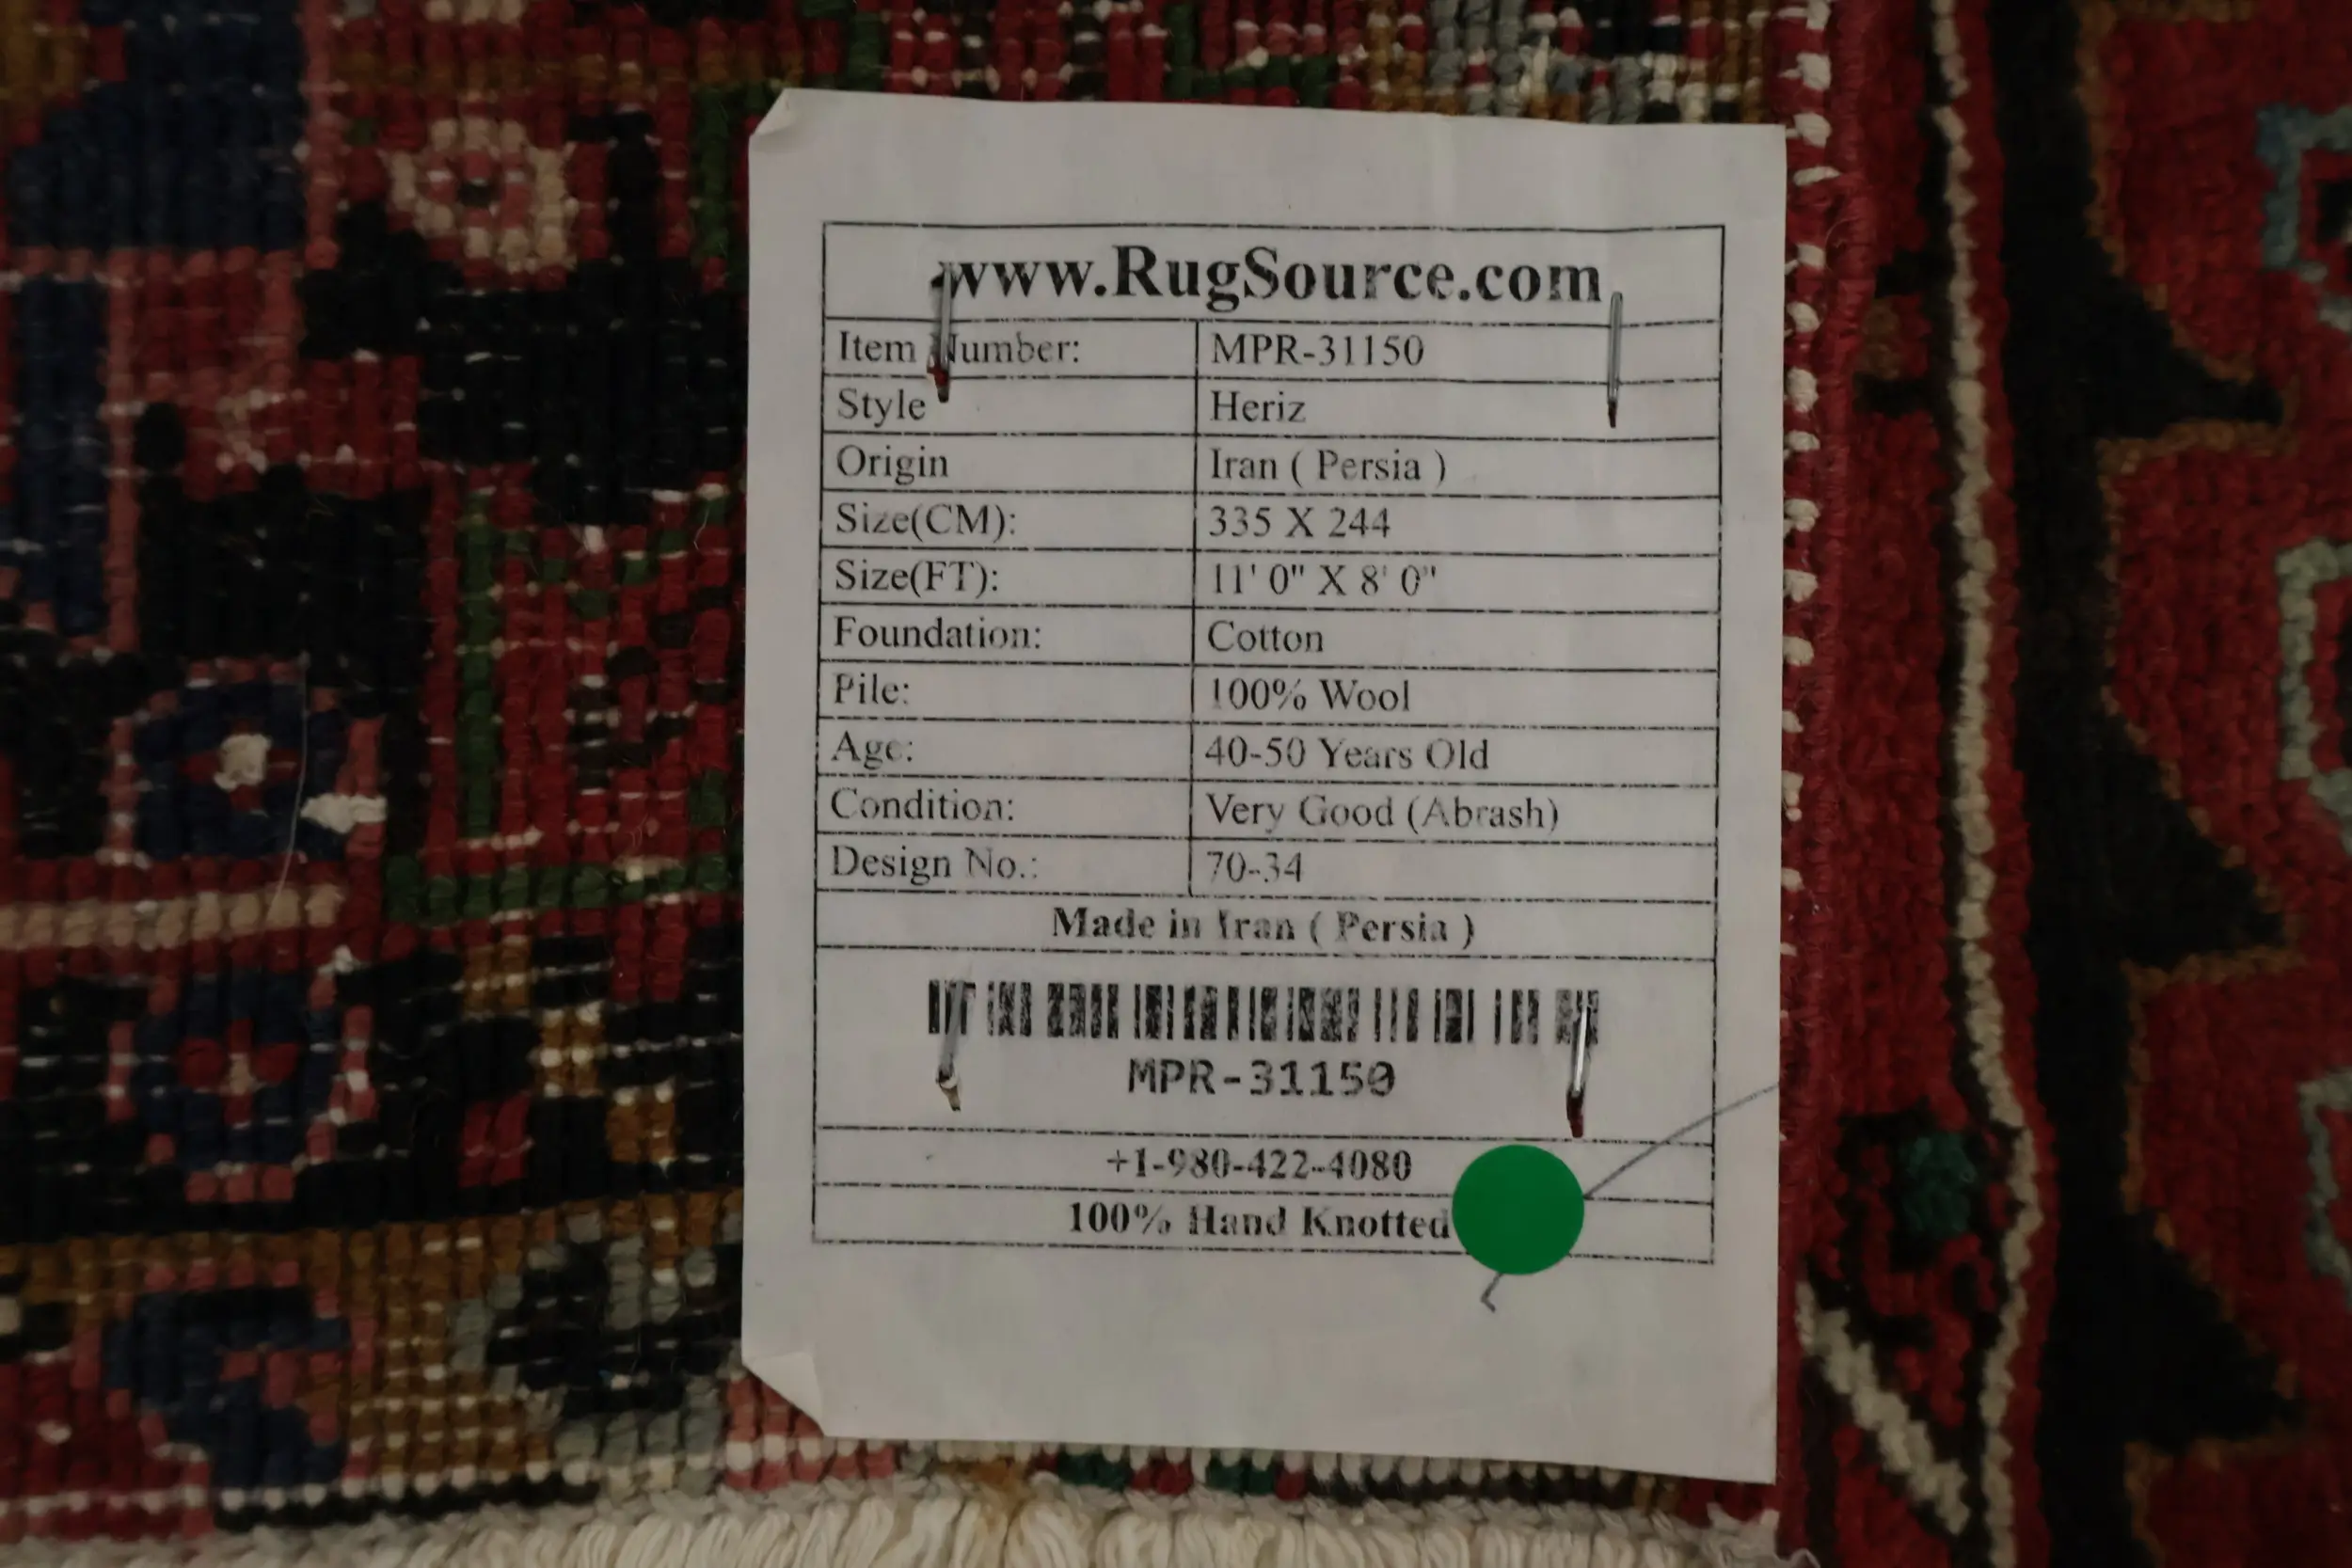 www.RugSource.com
Item Number: MPR-31150
Style Heriz
Origin Iran ( Persia )
Size(CM): 335 X 244
Size(FT): 11' 0" X 8' 0"
Foundation: Cotton
Pile: 100% Wool
Age: 40-50 Years Old
Condition: Very Good (Abrash)
Design No.: 70-34
Made in Iran ( Persia )
MPR-31150
+1-980-422-4080
100% Hand Knotted